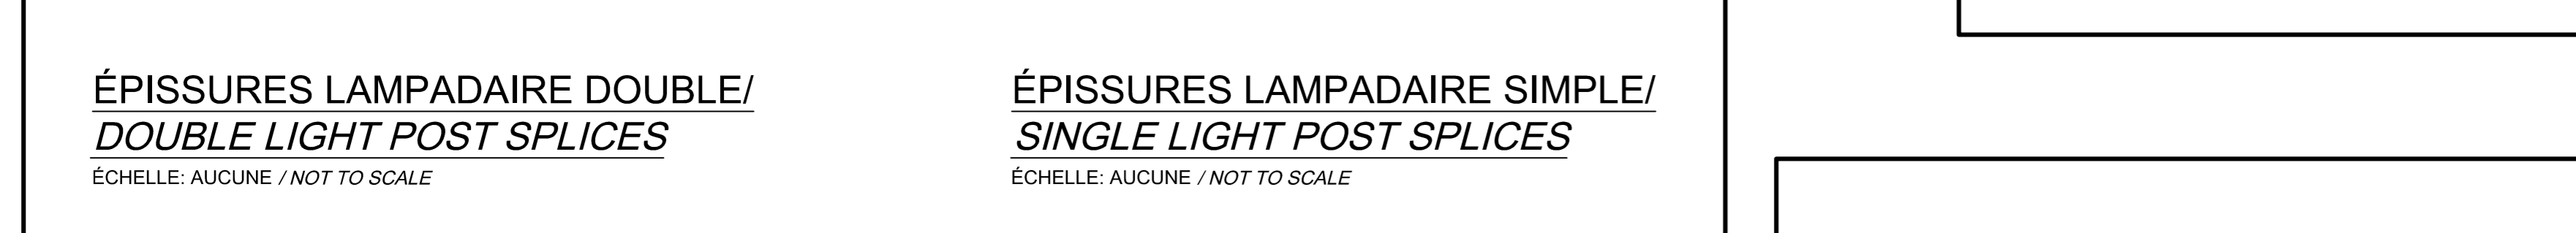 ÉPISSURES LAMPADAIRE DOUBLE/
DOUBLE LIGHT POST SPLICES
ÉCHELLE: AUCUNE / NOT TO SCALE
ÉPISSURES LAMPADAIRE SIMPLE/
SINGLE LIGHT POST SPLICES
ÉCHELLE: AUCUNE / NOT TO SCALE